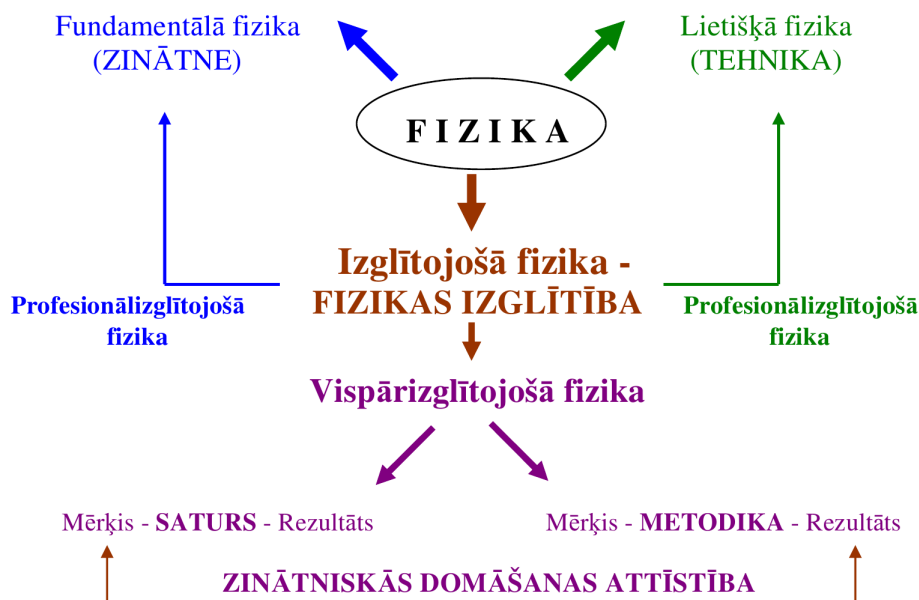 Fundamentālā fizika
(ZINĀTNE)
Lietišķā fizika
(TEHNIKA)
F I Z I K A
Izglītojošā fizika -
FIZIKAS IZGLĪTĪBA
Profesionālizglītojošā
fizika
Profesionālizglītojošā
fizika
Vispārizglītojošā fizika
Mērķis - SATURS - Rezultāts
Mērķis - METODIKA - Rezultāts
ZINĀTNISKĀS DOMĀŠANAS ATTĪSTĪBA